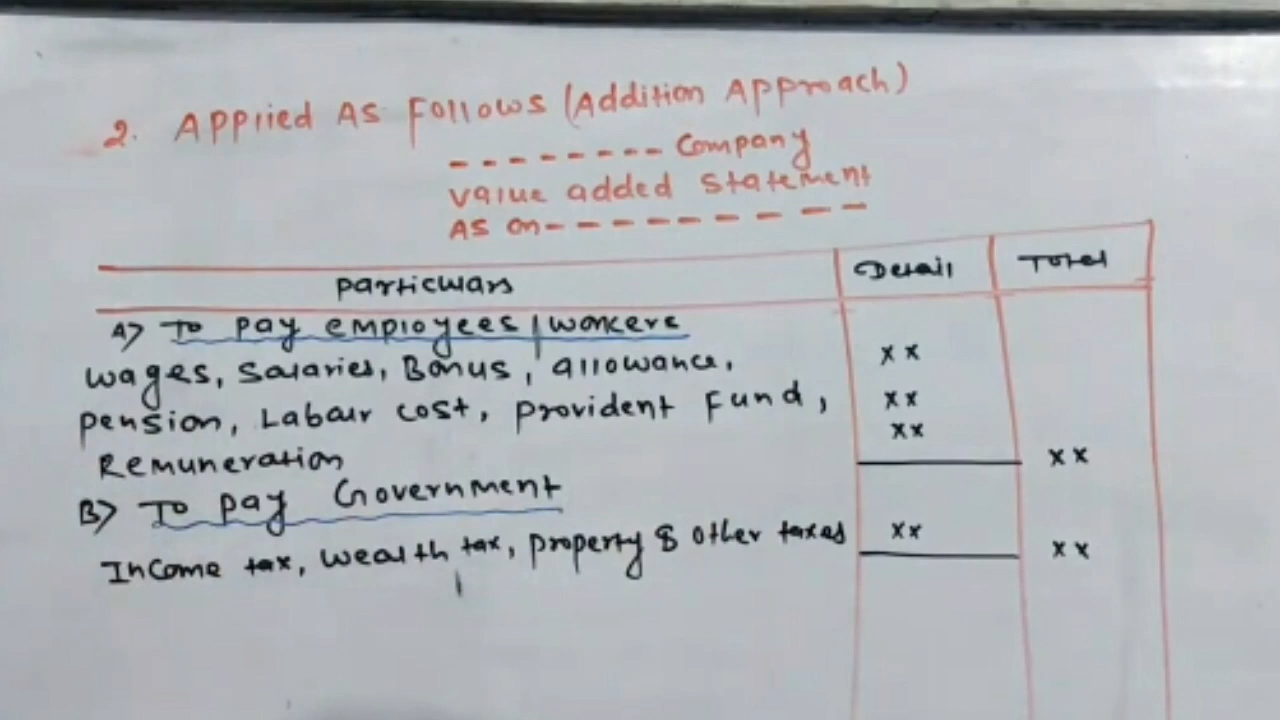 2. Applied As Follows (Addition Approach)
-------- Company
value added statement
As on---------
particulars Detail Total
A) To pay employees/workers
wages, salaries, Bonus, allowance, xx
pension, Labour cost, provident Fund, xx
xx
Remuneration xx
B) To pay Government
Income tax, wealth tax, property & other taxes xx xx